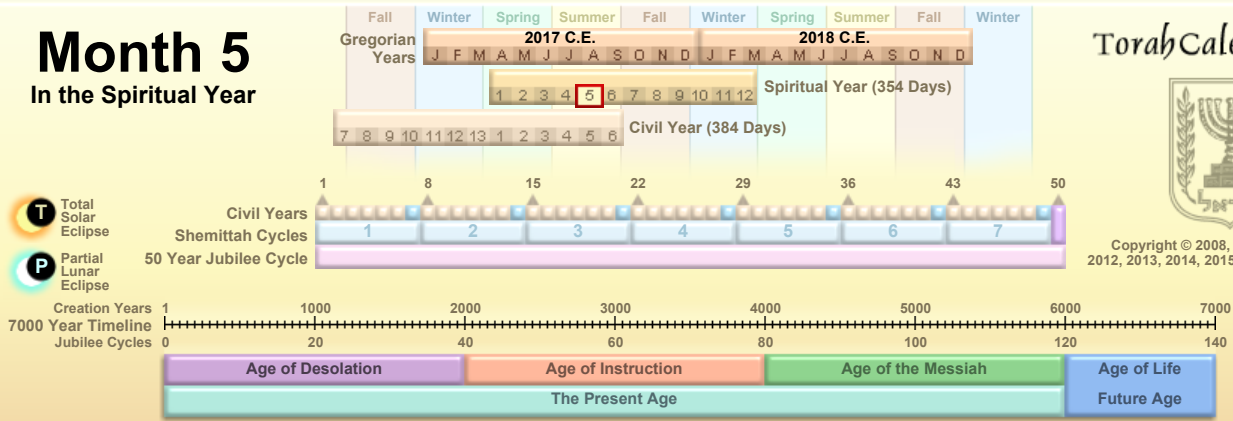 Month 5
In the Spiritual Year
Fall Winter Spring Summer Fall Winter Spring Summer Fall Winter
Gregorian Years
2017 C.E. 2018 C.E.
J F M A M J J A S O N D J F M A M J J A S O N D
1 2 3 4 5 6 7 8 9 10 11 12
Spiritual Year (354 Days)
7 8 9 10 11 12 13 1 2 3 4 5 6
Civil Year (384 Days)
1 8 15 22 29 36 43 50
Civil Years
Shemittah Cycles 1 2 3 4 5 6 7
50 Year Jubilee Cycle
T Total Solar Eclipse
P Partial Lunar Eclipse
Torah Cale
Copyright © 2008,
2012, 2013, 2014, 2015
Creation Years 1 1000 2000 3000 4000 5000 6000 7000
7000 Year Timeline
Jubilee Cycles 0 20 40 60 80 100 120 140
Age of Desolation Age of Instruction Age of the Messiah Age of Life
The Present Age Future Age